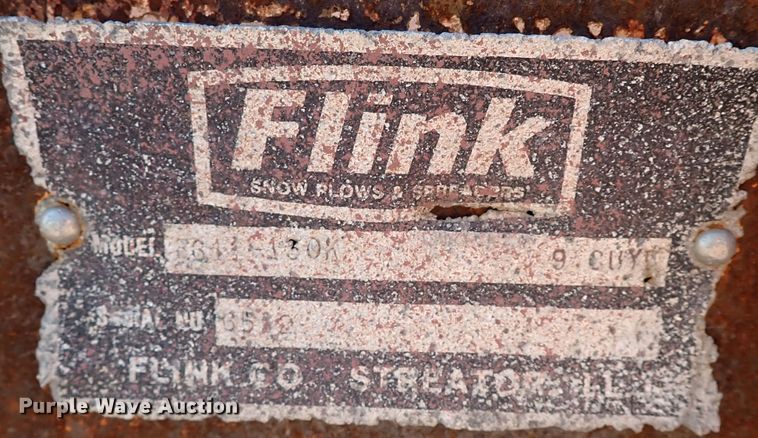 Flink
SNOW PLOWS & SPREADERS
MODEL 9 CUYD
SERIAL NO
FLINK CO STREATOR ILL
Purple Wave Auction